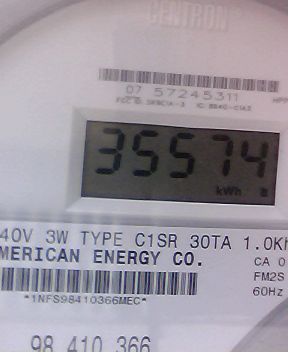 CENTRON
07 57245311
35574
kWh
40V 3W TYPE C1SR 30TA 1.0Kh
MERICAN ENERGY CO.
CA 0
FM2S
60Hz
*1NFS98410366MEC*
98 410 366